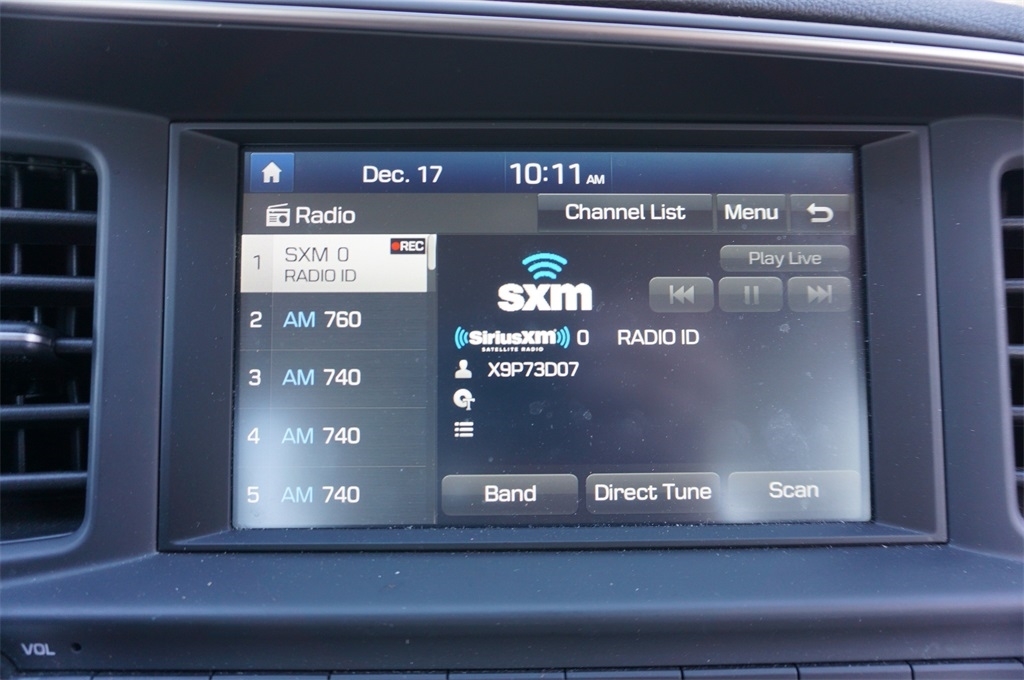 Dec. 17 10:11 AM
Radio Channel List Menu
1 SXM 0 REC
RADIO ID
2 AM 760
3 AM 740
4 AM 740
5 AM 740
Play Live
sxm
SiriusXM 0 RADIO ID
SATELLITE RADIO
X9P73D07
Band Direct Tune Scan
VOL